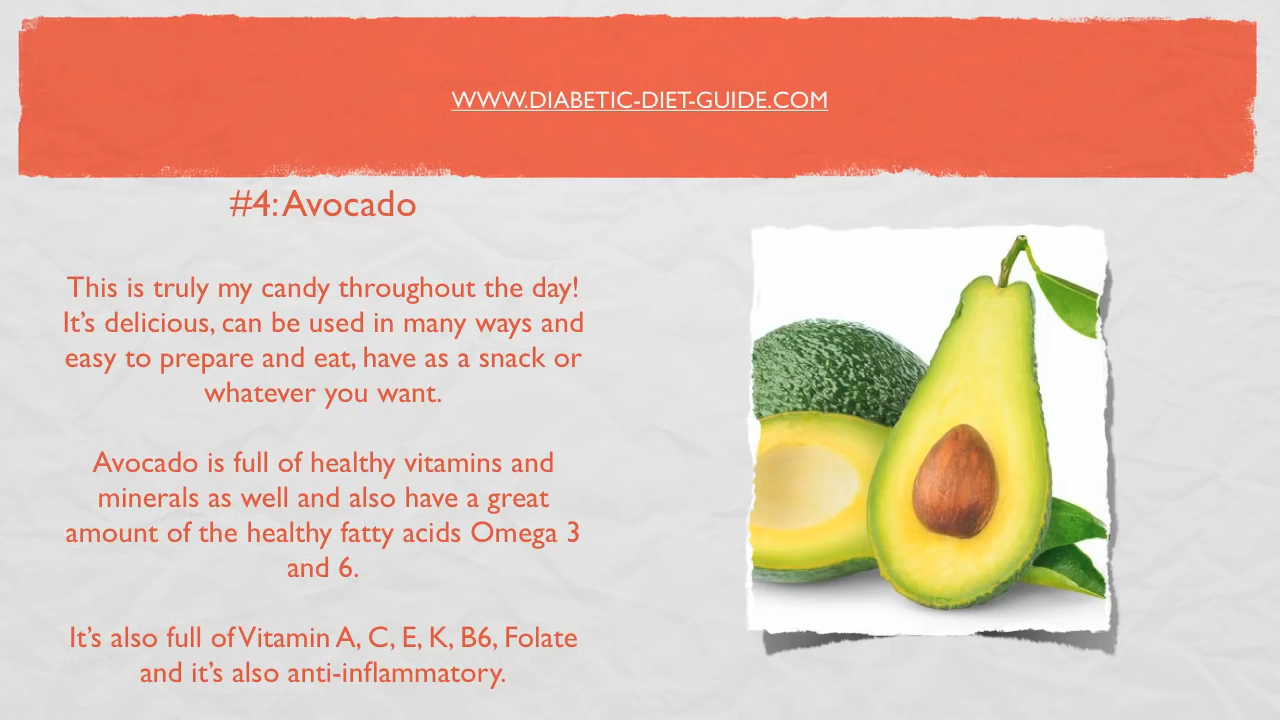 WWW.DIABETIC-DIET-GUIDE.COM
#4: Avocado
This is truly my candy throughout the day!
It's delicious, can be used in many ways and
easy to prepare and eat, have as a snack or
whatever you want.
Avocado is full of healthy vitamins and
minerals as well and also have a great
amount of the healthy fatty acids Omega 3
and 6.
It's also full of Vitamin A, C, E, K, B6, Folate
and it's also anti-inflammatory.